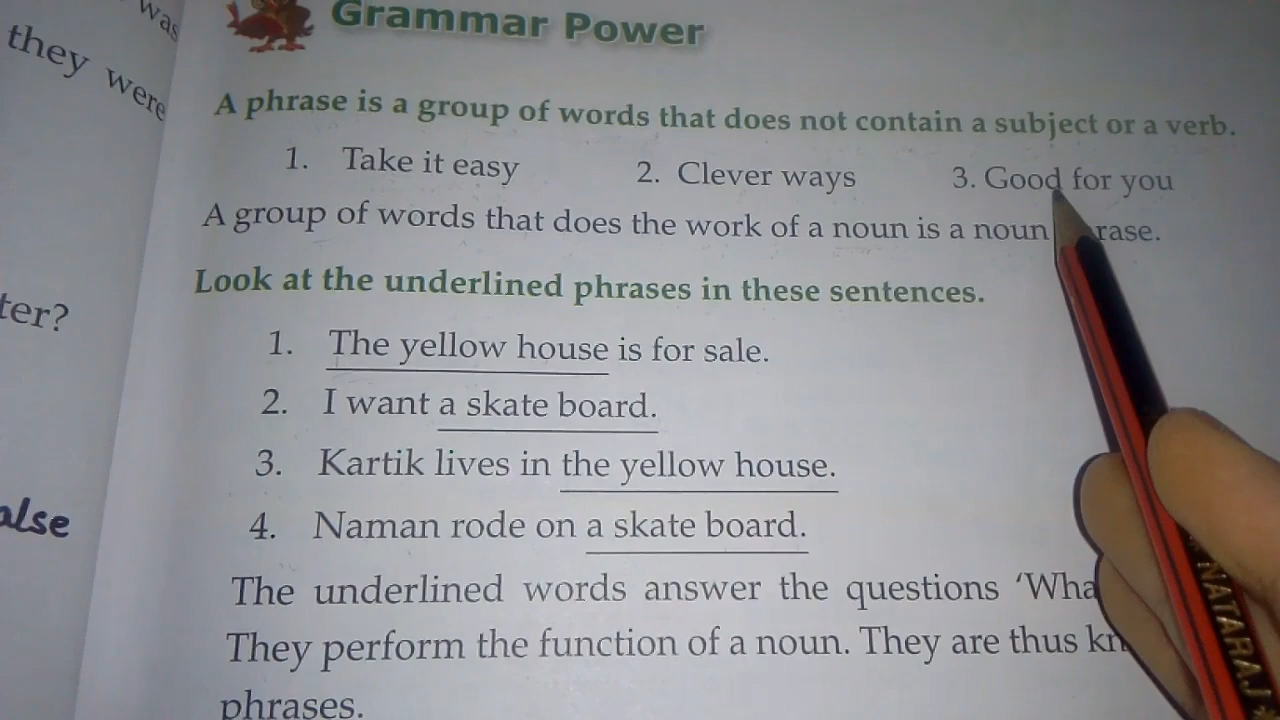 was
they were
ter?
alse
Grammar Power
A phrase is a group of words that does not contain a subject or a verb.
1. Take it easy 2. Clever ways 3. Good for you
A group of words that does the work of a noun is a noun rase.
Look at the underlined phrases in these sentences.
1. The yellow house is for sale.
2. I want a skate board.
3. Kartik lives in the yellow house.
4. Naman rode on a skate board.
The underlined words answer the questions ‘Wha
They perform the function of a noun. They are thus kn
phrases.
NATARAJ